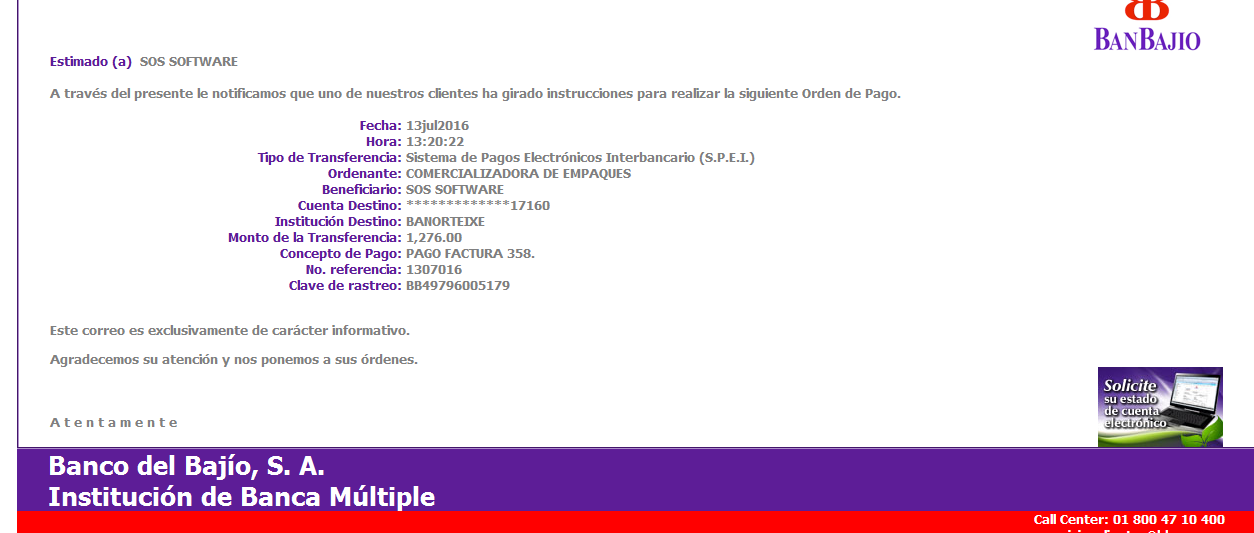 BANBAJIO
Estimado (a) SOS SOFTWARE
A través del presente le notificamos que uno de nuestros clientes ha girado instrucciones para realizar la siguiente Orden de Pago.
Fecha: 13jul2016
Hora: 13:20:22
Tipo de Transferencia: Sistema de Pagos Electrónicos Interbancario (S.P.E.I.)
Ordenante: COMERCIALIZADORA DE EMPAQUES
Beneficiario: SOS SOFTWARE
Cuenta Destino: *************17160
Institución Destino: BANORTEIXE
Monto de la Transferencia: 1,276.00
Concepto de Pago: PAGO FACTURA 358.
No. referencia: 1307016
Clave de rastreo: BB49796005179
Este correo es exclusivamente de carácter informativo.
Agradecemos su atención y nos ponemos a sus órdenes.
Solicite
su estado
de cuenta
electrónico
A t e n t a m e n t e
Banco del Bajío, S. A.
Institución de Banca Múltiple
Call Center: 01 800 47 10 400